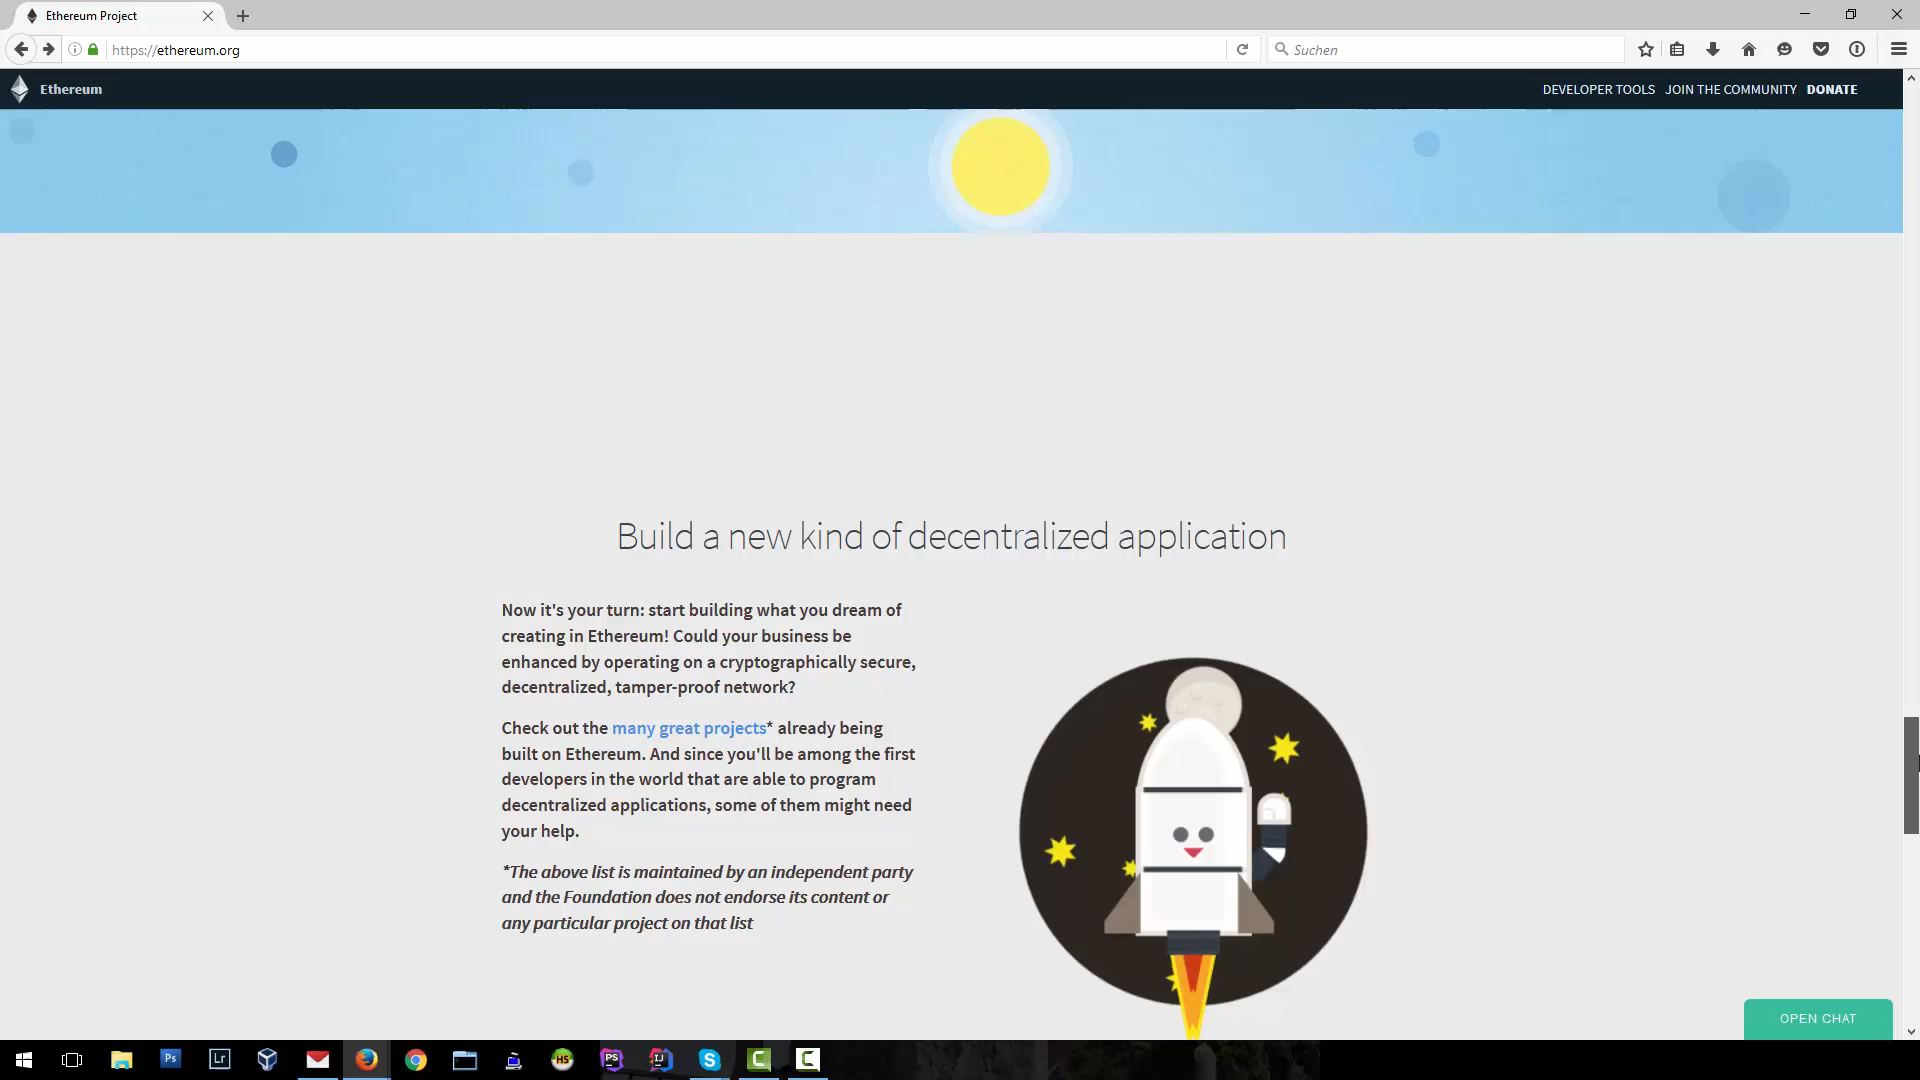 Ethereum Project
https://ethereum.org
Suchen
Ethereum
DEVELOPER TOOLS JOIN THE COMMUNITY DONATE
Build a new kind of decentralized application
Now it's your turn: start building what you dream of
creating in Ethereum! Could your business be
enhanced by operating on a cryptographically secure,
decentralized, tamper-proof network?
Check out the many great projects* already being
built on Ethereum. And since you'll be among the first
developers in the world that are able to program
decentralized applications, some of them might need
your help.
*The above list is maintained by an independent party
and the Foundation does not endorse its content or
any particular project on that list
OPEN CHAT
Ps
Lr
HS
PS
IJ
S
C
C